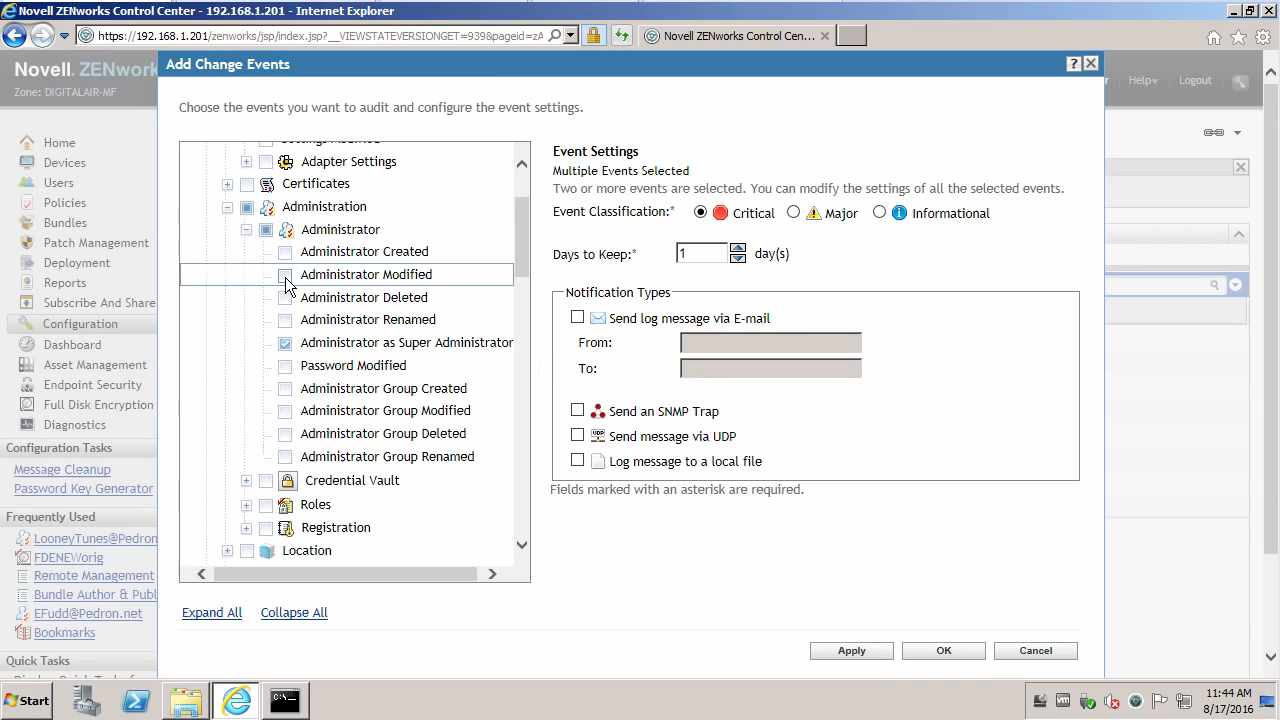 Novell ZENworks Control Center - 192.168.1.201 - Internet Explorer
https://192.168.1.201/zenworks/jsp/index.jsp?__VIEWSTATEVERSIONGET=939&pageid=zA
Novell ZENworks Control Cen...
Novell ZENwork
Zone: DIGITALAIR-MF
Help
Logout
Home
Devices
Users
Policies
Bundles
Patch Management
Deployment
Reports
Subscribe And Share
Configuration
Dashboard
Asset Management
Endpoint Security
Full Disk Encryption
Diagnostics
Configuration Tasks
Message Cleanup
Password Key Generator
Frequently Used
LooneyTunes@Pedron
FDENEWorig
Remote Management
Bundle Author & Publ
EFudd@Pedron.net
Bookmarks
Quick Tasks
Add Change Events
?
Choose the events you want to audit and configure the event settings.
Adapter Settings
Certificates
Administration
Administrator
Administrator Created
Administrator Modified
Administrator Deleted
Administrator Renamed
Administrator as Super Administrator
Password Modified
Administrator Group Created
Administrator Group Modified
Administrator Group Deleted
Administrator Group Renamed
Credential Vault
Roles
Registration
Location
Expand All
Collapse All
Event Settings
Multiple Events Selected
Two or more events are selected. You can modify the settings of all the selected events.
Event Classification:*
Critical
Major
Informational
Days to Keep:*
1
day(s)
Notification Types
Send log message via E-mail
From:
To:
Send an SNMP Trap
UDP
Send message via UDP
Log message to a local file
Fields marked with an asterisk are required.
Apply
OK
Cancel
Start
11:44 AM
8/17/2016